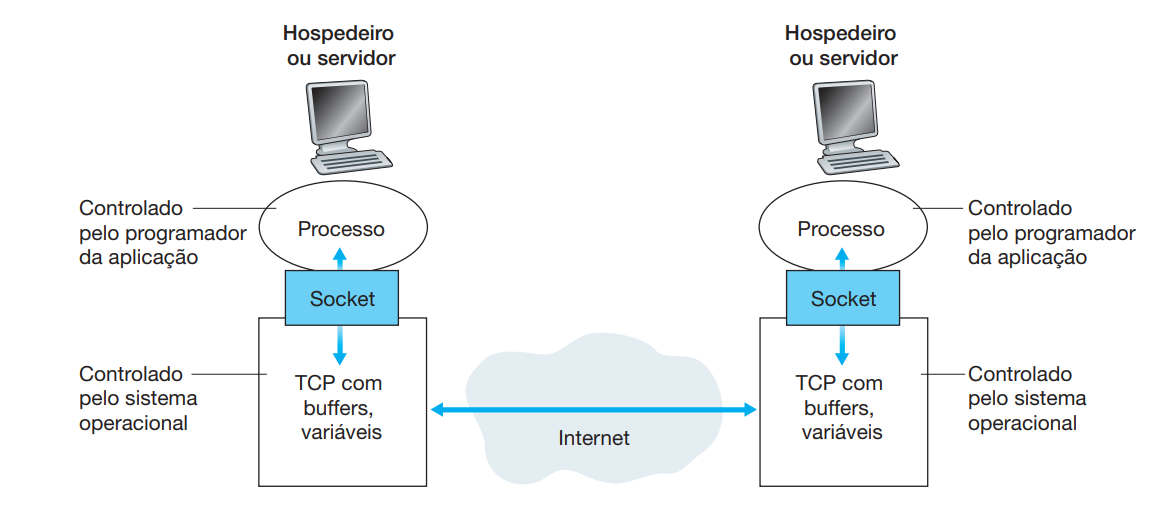 Hospedeiro
ou servidor
Hospedeiro
ou servidor
Controlado
pelo programador
da aplicação
Processo
Processo
Controlado
pelo programador
da aplicação
Socket
Socket
Controlado
pelo sistema
operacional
TCP com
buffers,
variáveis
Internet
TCP com
buffers,
variáveis
Controlado
pelo sistema
operacional